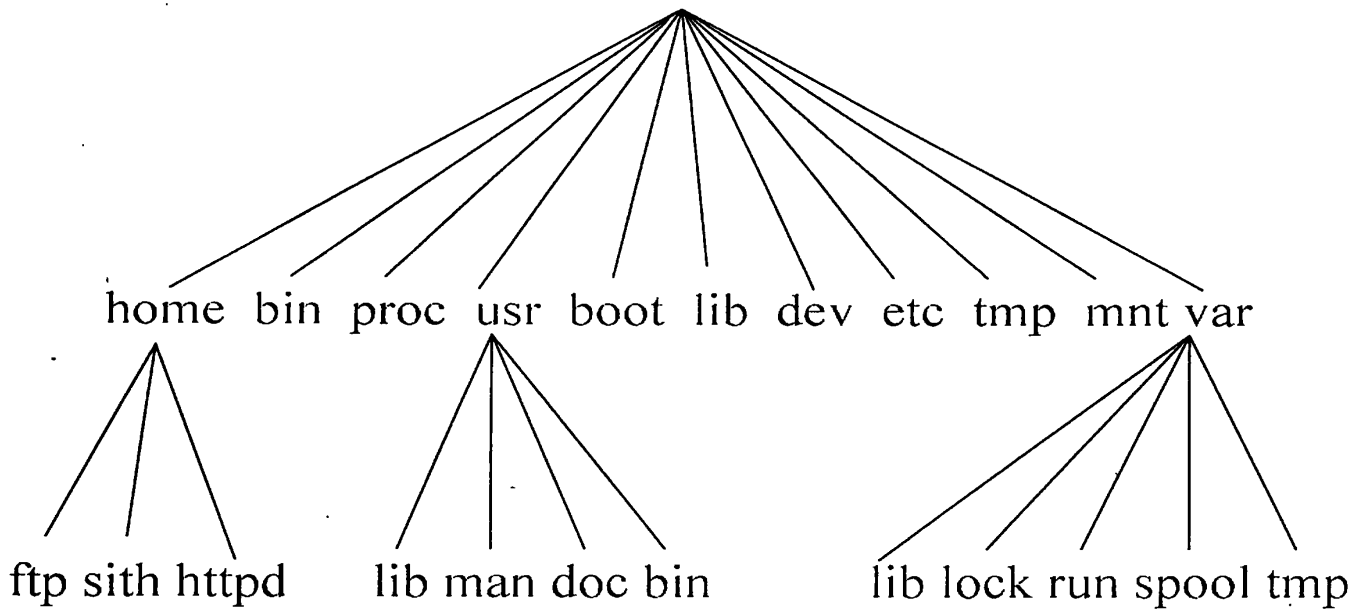 home bin proc usr boot lib dev etc tmp mnt var
ftp sith httpd lib man doc bin lib lock run spool tmp